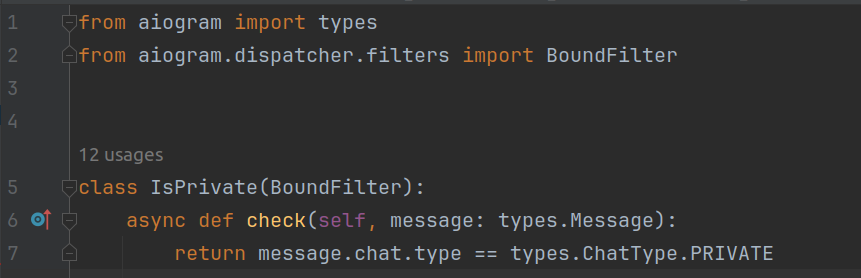 1 from aiogram import types
2 from aiogram.dispatcher.filters import BoundFilter
3
4
12 usages
5 class IsPrivate(BoundFilter):
6 async def check(self, message: types.Message):
7 return message.chat.type == types.ChatType.PRIVATE